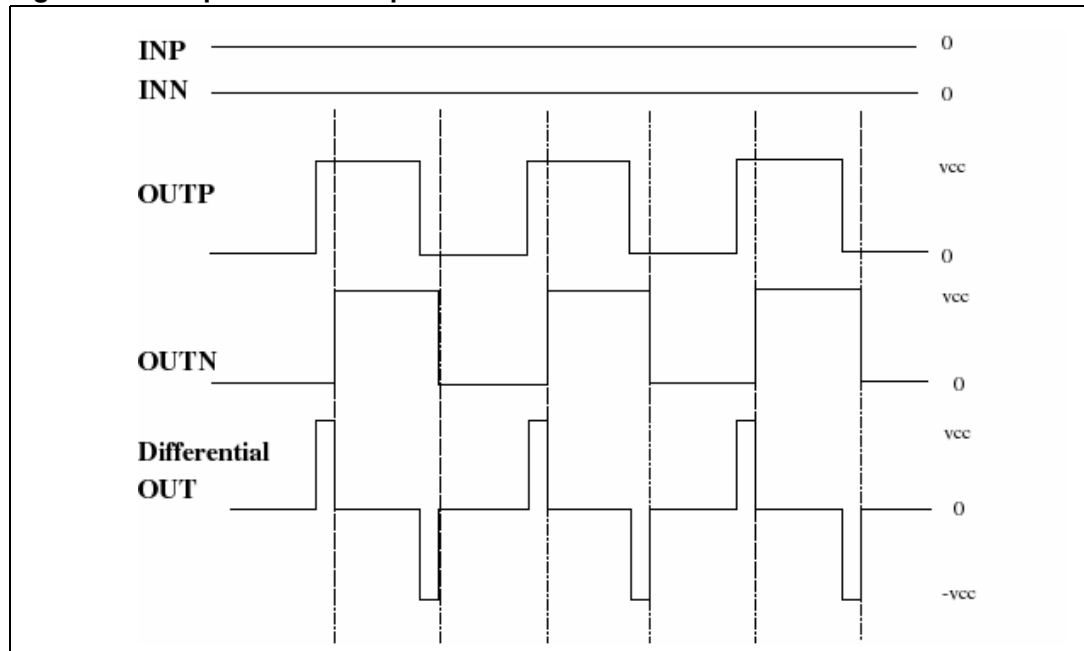 INP
0
INN
0
vcc
OUTP
0
vcc
OUTN
0
Differential
OUT
vcc
0
-vcc